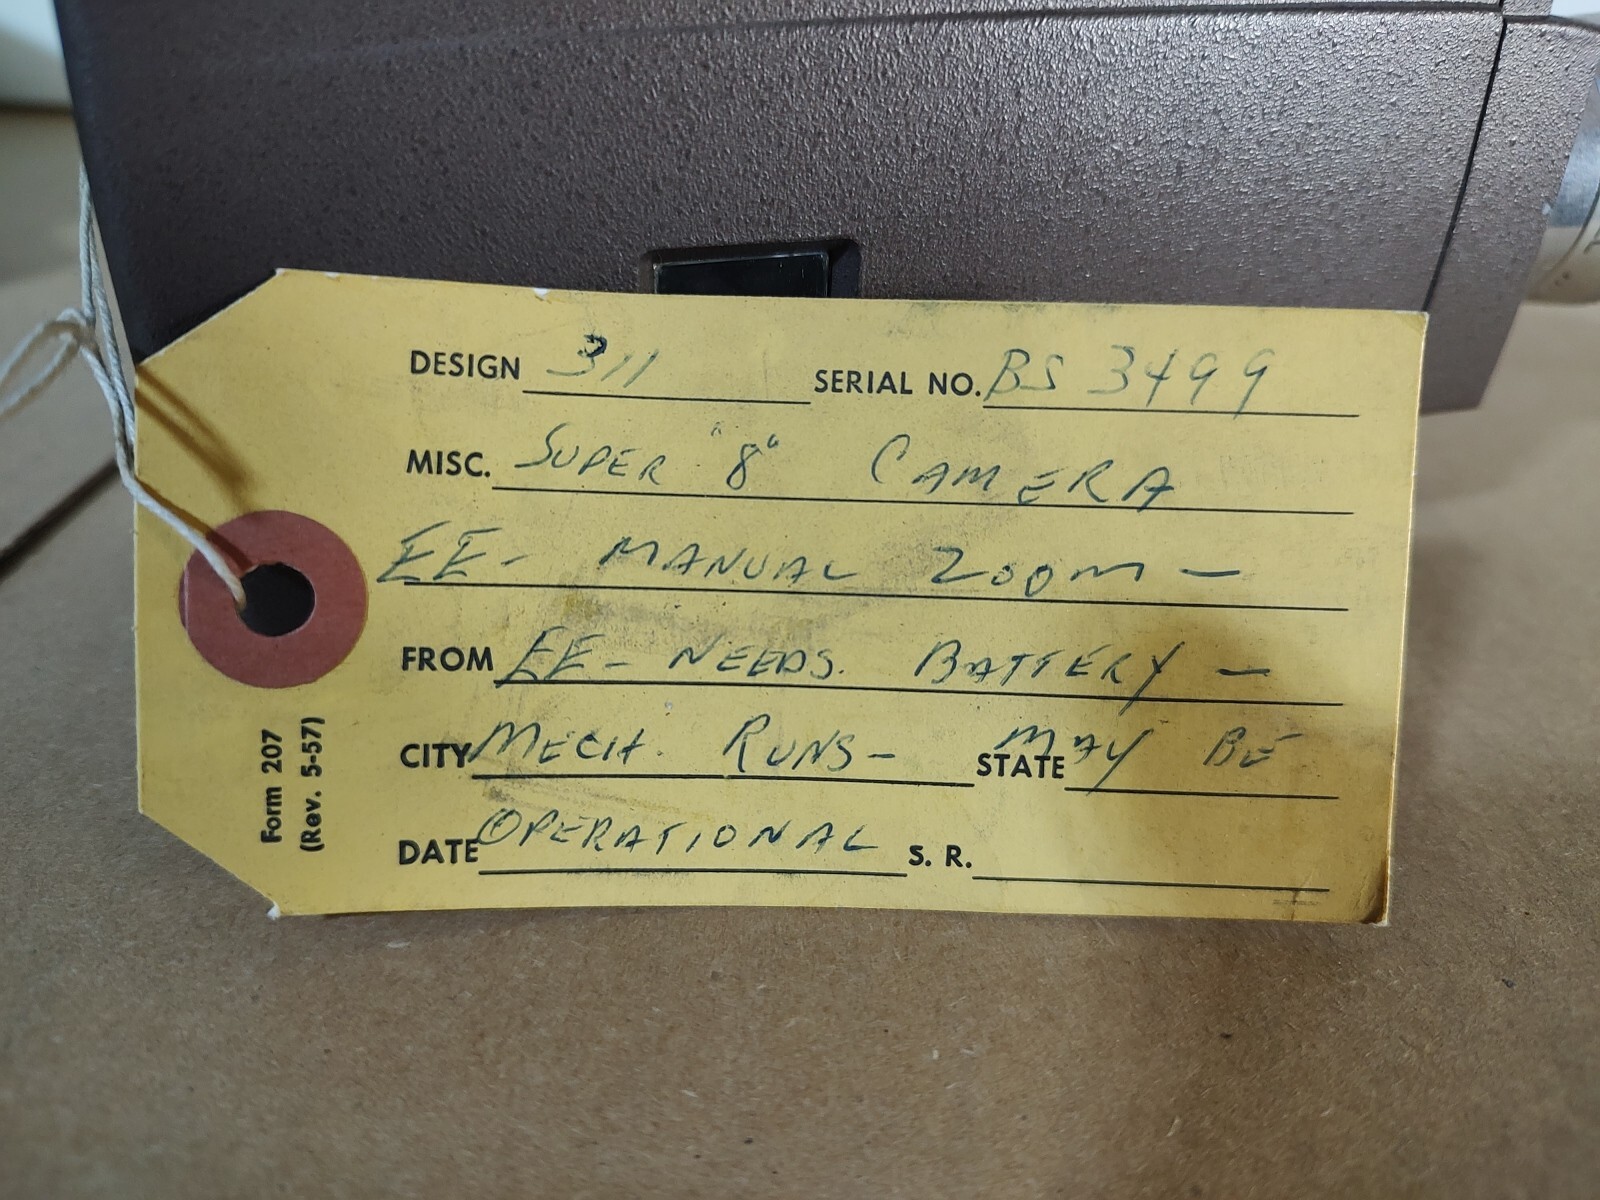 DESIGN 311 SERIAL NO. BS 3499
MISC. SUPER "8" CAMERA
EE- MANUAL ZOOM -
FROM EE - NEEDS. BATTERY -
CITY MECH. RUNS - STATE MAY BE
DATE OPERATIONAL S. R.
Form 207
(Rev. 5-57)